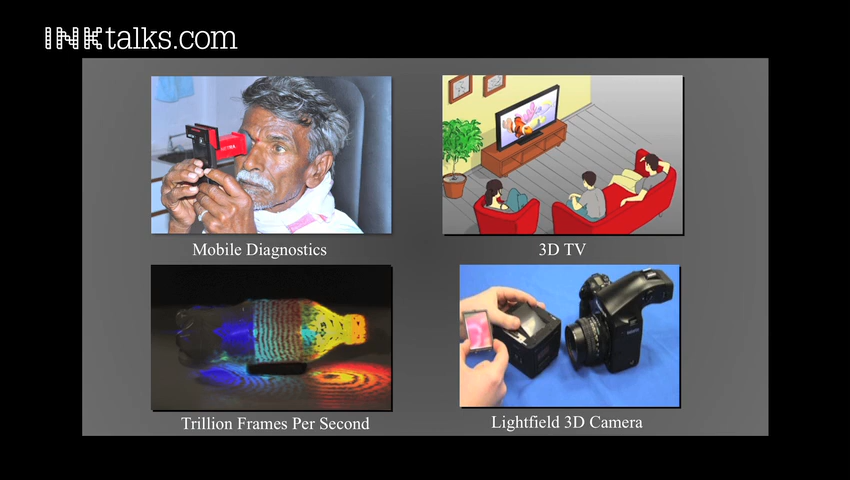 INKtalks.com
Mobile Diagnostics
3D TV
Trillion Frames Per Second
Lightfield 3D Camera